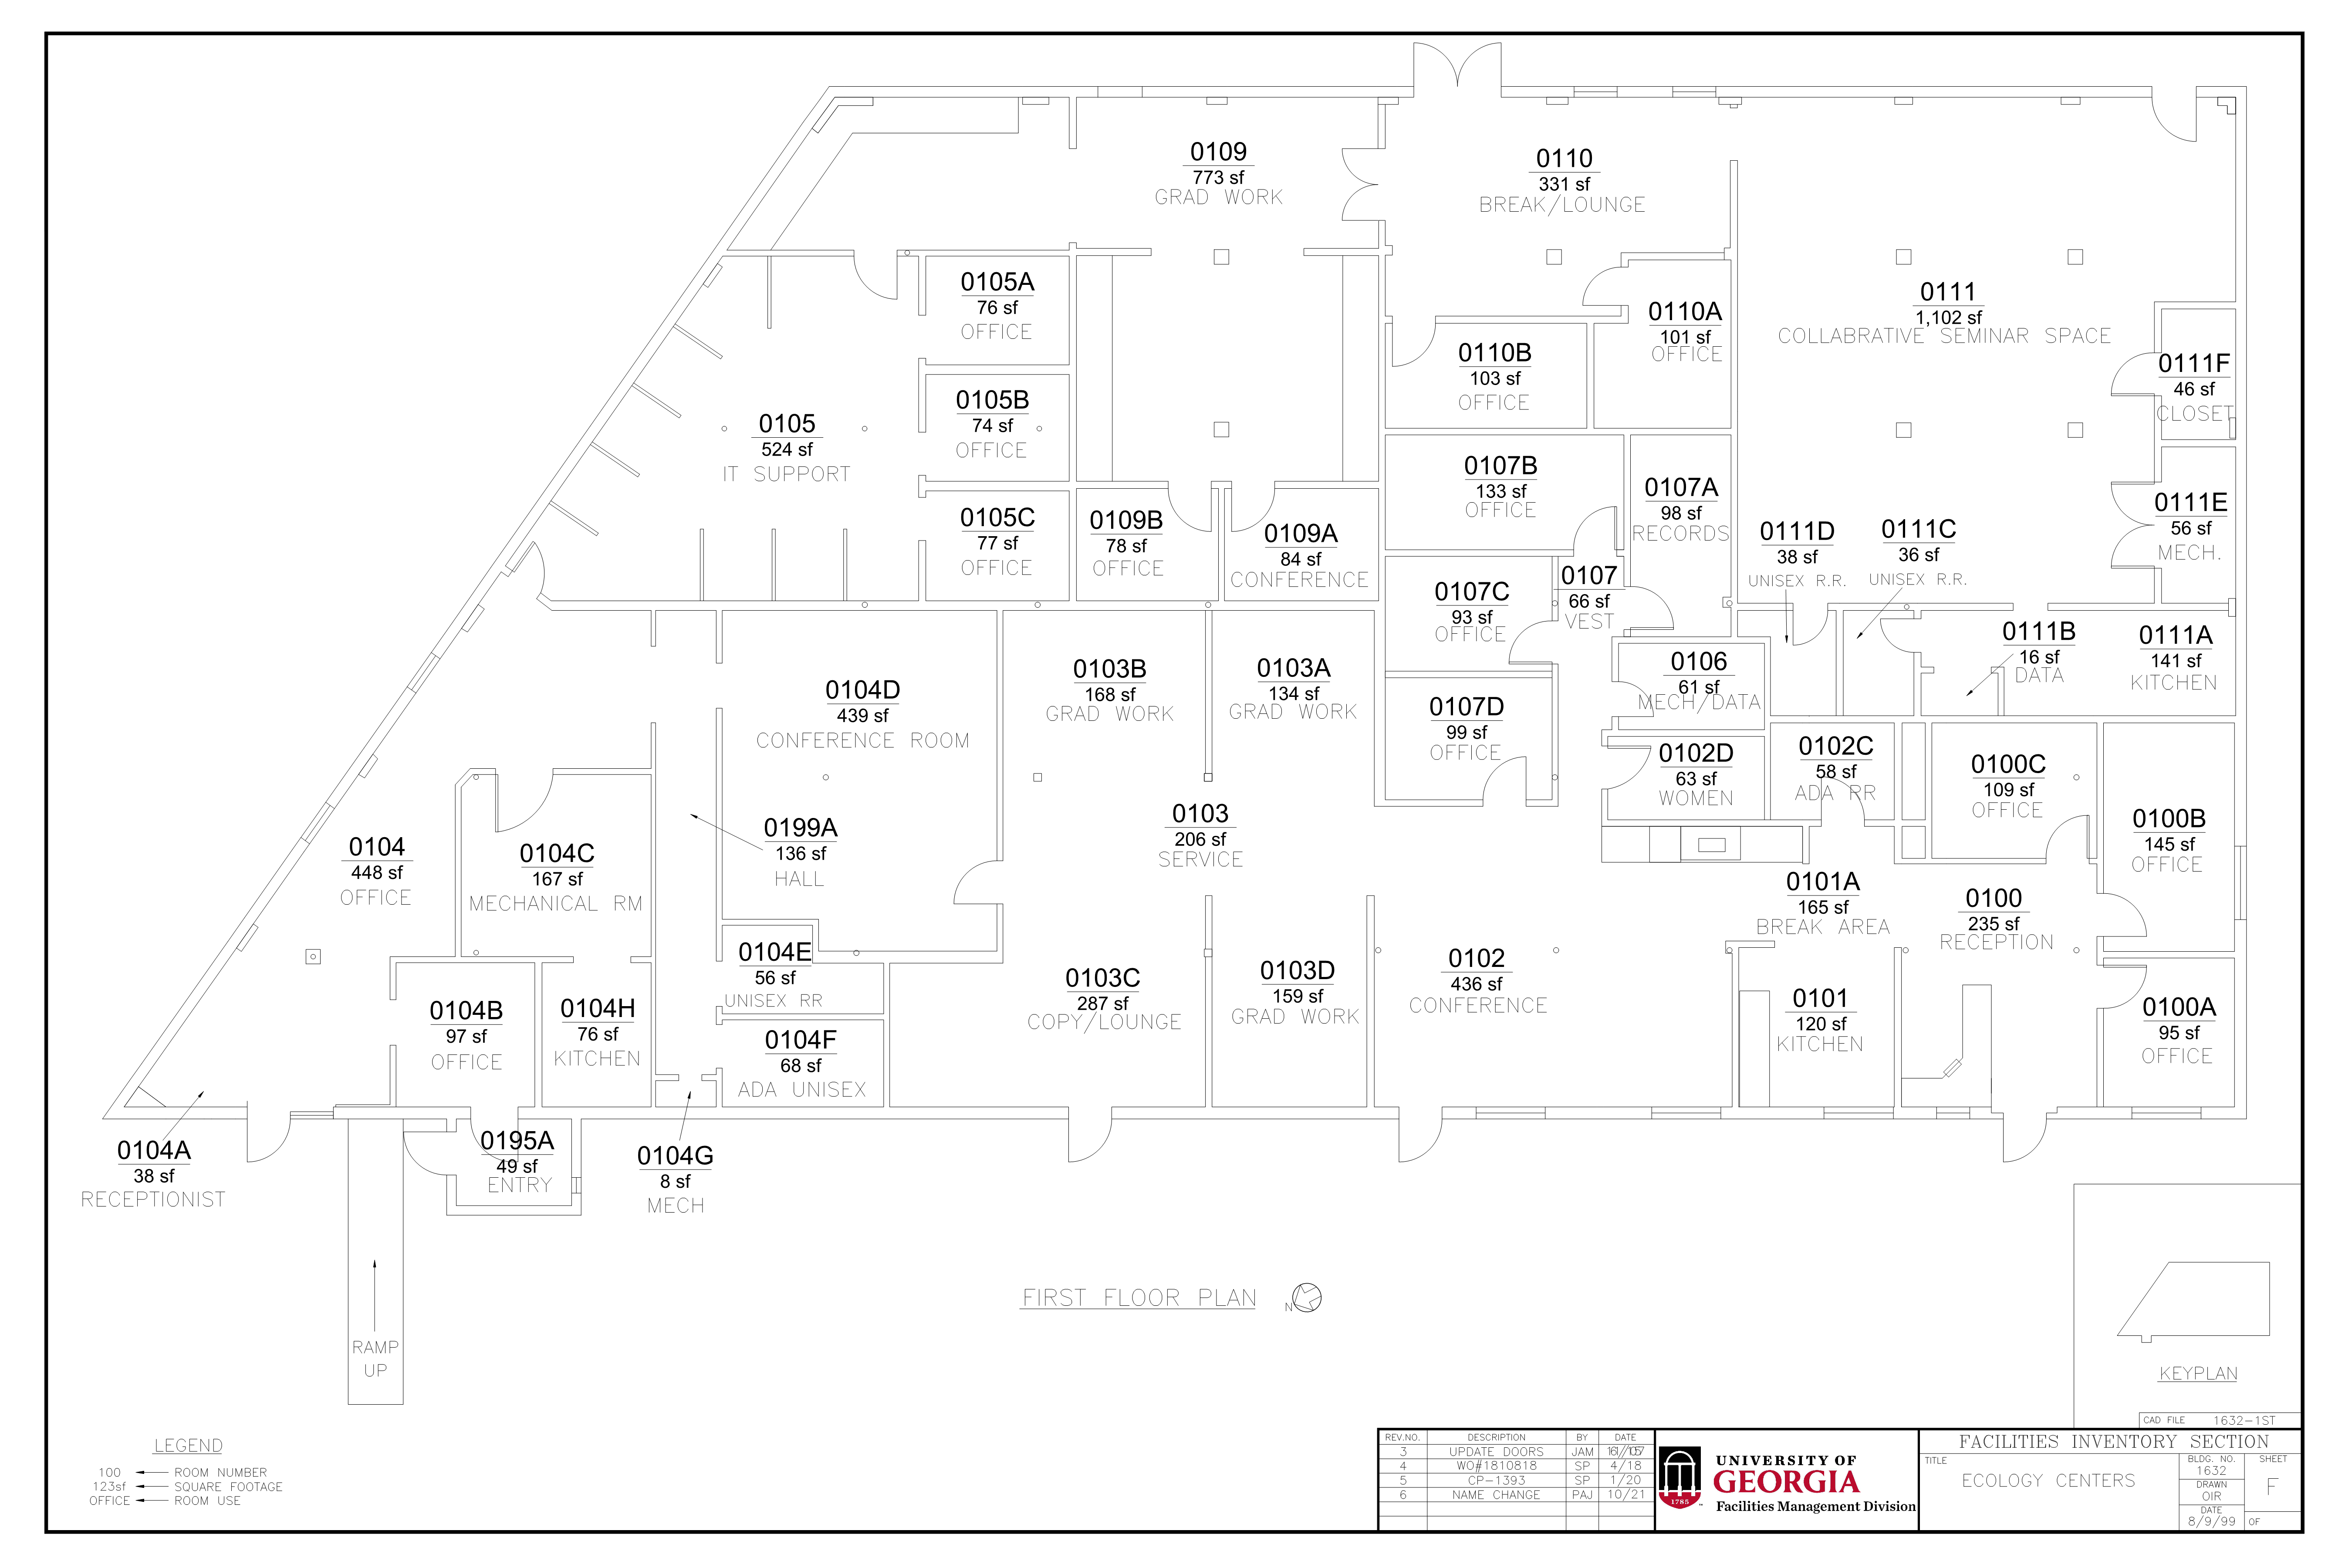 0109
773 sf
GRAD WORK
0110
331 sf
BREAK/LOUNGE
0105A
76 sf
OFFICE
0110A
101 sf
OFFICE
0111
1,102 sf
COLLABRATIVE SEMINAR SPACE
0110B
103 sf
OFFICE
0111F
46 sf
CLOSET
0105
524 sf
IT SUPPORT
0105B
74 sf
OFFICE
0107B
133 sf
OFFICE
0107A
98 sf
RECORDS
0111E
56 sf
MECH.
0105C
77 sf
OFFICE
0109B
78 sf
OFFICE
0109A
84 sf
CONFERENCE
0111D
38 sf
UNISEX R.R.
0111C
36 sf
UNISEX R.R.
0107C
93 sf
OFFICE
0107
66 sf
VEST
0111B
16 sf
DATA
0111A
141 sf
KITCHEN
0104D
439 sf
CONFERENCE ROOM
0103B
168 sf
GRAD WORK
0103A
134 sf
GRAD WORK
0106
61 sf
MECH/DATA
0107D
99 sf
OFFICE
0102D
63 sf
WOMEN
0102C
58 sf
ADA RR
0100C
109 sf
OFFICE
0100B
145 sf
OFFICE
0104
448 sf
OFFICE
0104C
167 sf
MECHANICAL RM
0199A
136 sf
HALL
0103
206 sf
SERVICE
0101A
165 sf
BREAK AREA
0100
235 sf
RECEPTION
0104E
56 sf
UNISEX RR
0103C
287 sf
COPY/LOUNGE
0103D
159 sf
GRAD WORK
0102
436 sf
CONFERENCE
0101
120 sf
KITCHEN
0100A
95 sf
OFFICE
0104B
97 sf
OFFICE
0104H
76 sf
KITCHEN
0104F
68 sf
ADA UNISEX
0104A
38 sf
RECEPTIONIST
0195A
49 sf
ENTRY
0104G
8 sf
MECH
FIRST FLOOR PLAN
N
RAMP
UP
KEYPLAN
CAD FILE 1632-1ST
LEGEND
100 ROOM NUMBER
123sf SQUARE FOOTAGE
OFFICE ROOM USE
REV.NO. DESCRIPTION BY DATE
3 UPDATE DOORS JAM
4 WO#1810818 SP 4/18
5 CP-1393 SP 1/20
6 NAME CHANGE PAJ 10/21
1785
UNIVERSITY OF
GEORGIA
Facilities Management Division
FACILITIES INVENTORY SECTION
TITLE
ECOLOGY CENTERS
BLDG. NO.
1632
DRAWN
OIR
DATE
8/9/99
SHEET
F
OF